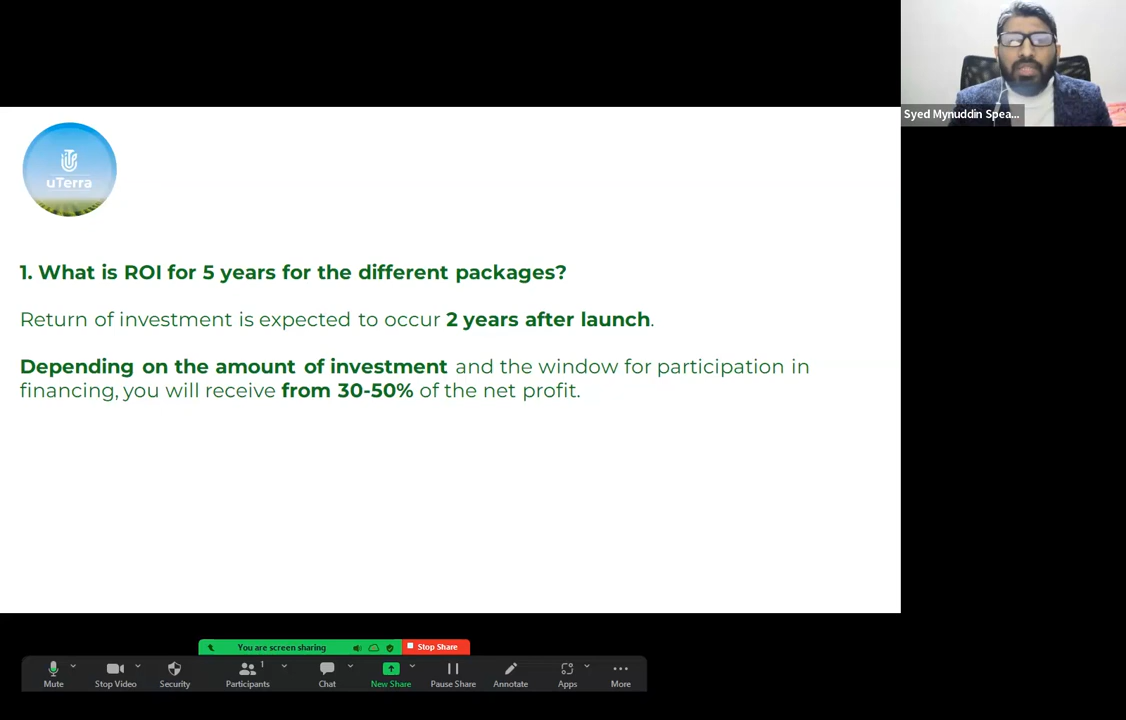 Syed Mynuddin Spea...
uTerra
1. What is ROI for 5 years for the different packages?
Return of investment is expected to occur 2 years after launch.
Depending on the amount of investment and the window for participation in
financing, you will receive from 30-50% of the net profit.
You are screen sharing Stop Share
Mute Stop Video Security Participants 1 Chat New Share Pause Share Annotate Apps More